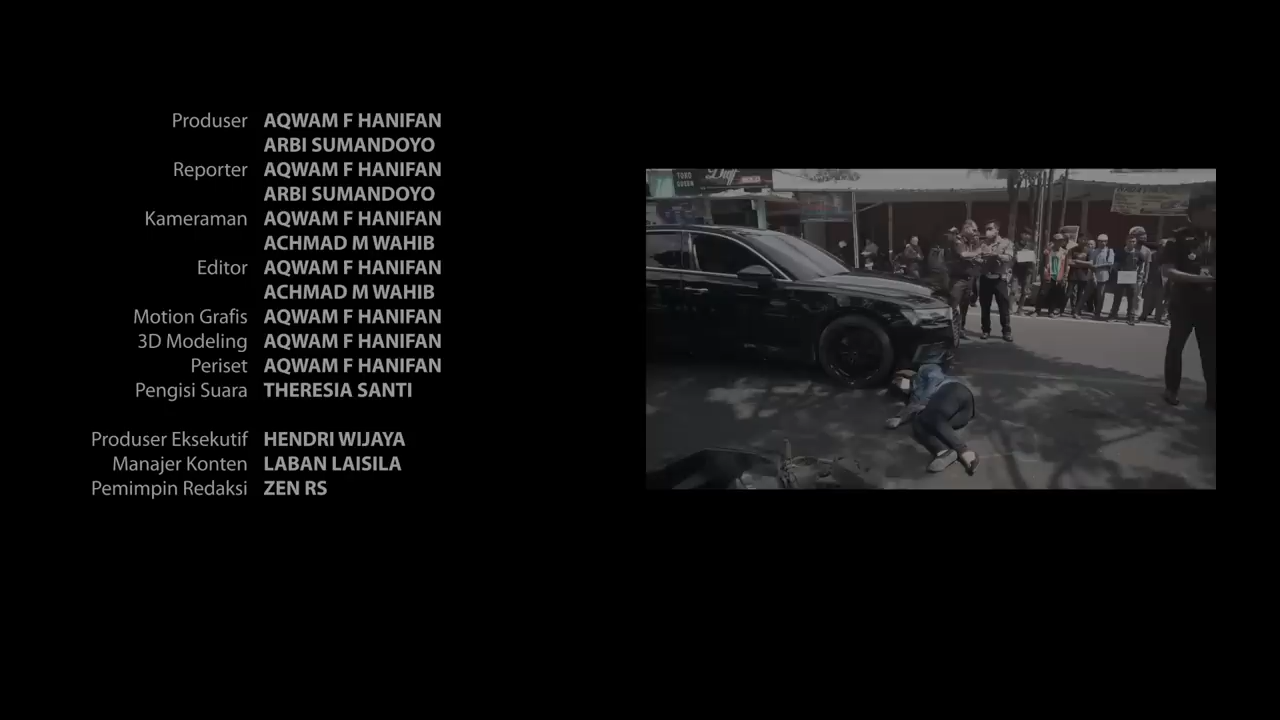 Produser AQWAM F HANIFAN
ARBI SUMANDOYO
Reporter AQWAM F HANIFAN
ARBI SUMANDOYO
Kameraman AQWAM F HANIFAN
ACHMAD M WAHIB
Editor AQWAM F HANIFAN
ACHMAD M WAHIB
Motion Grafis AQWAM F HANIFAN
3D Modeling AQWAM F HANIFAN
Periset AQWAM F HANIFAN
Pengisi Suara THERESIA SANTI
Produser Eksekutif HENDRI WIJAYA
Manajer Konten LABAN LAISILA
Pemimpin Redaksi ZEN RS
TOKO